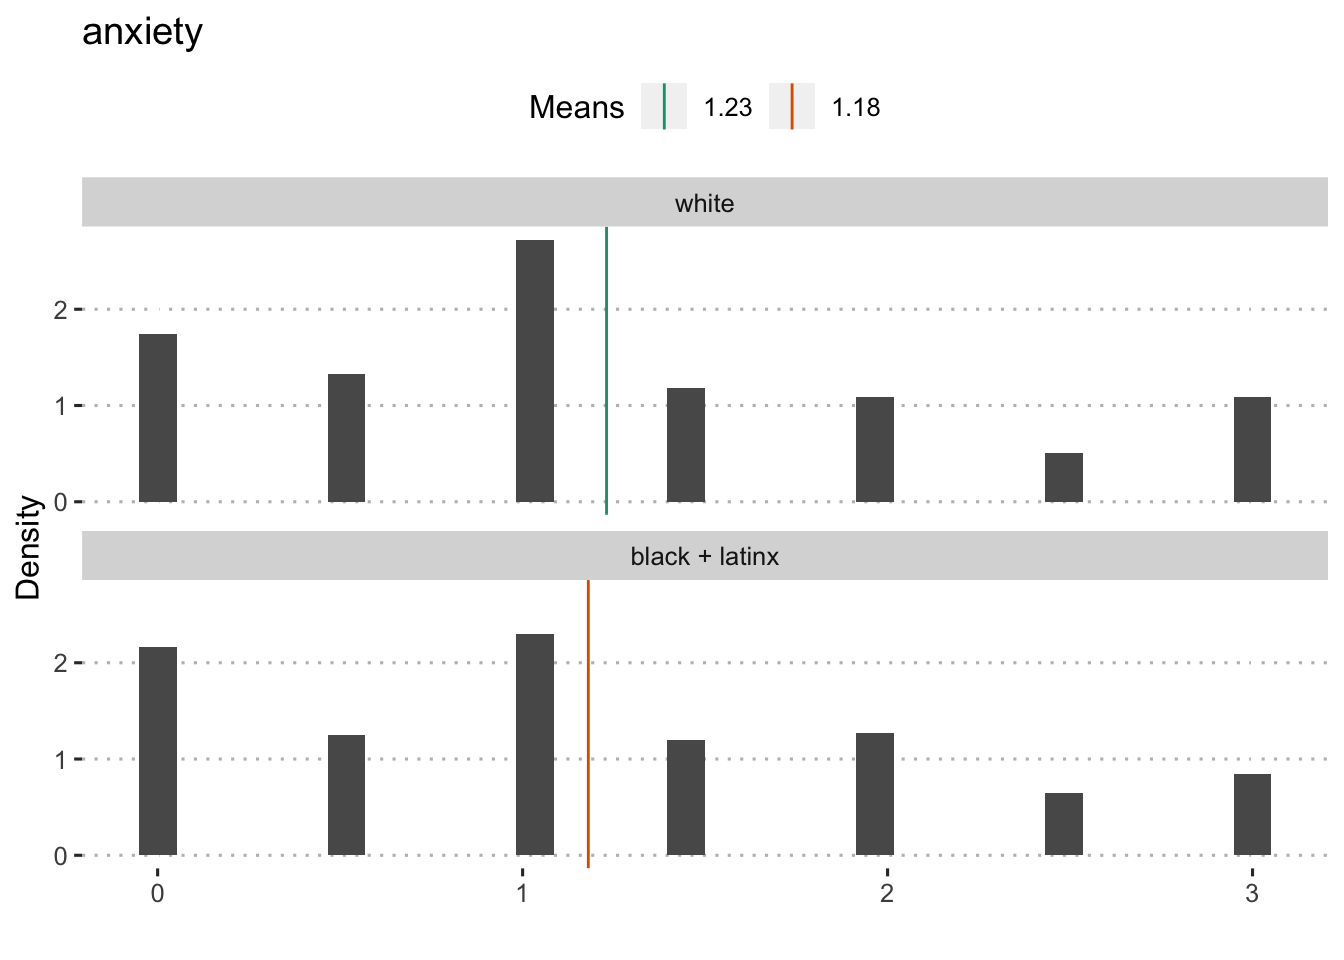 anxiety
Means 1.23 1.18
white
2
1
0
Density
black + latinx
2
1
0
0 1 2 3